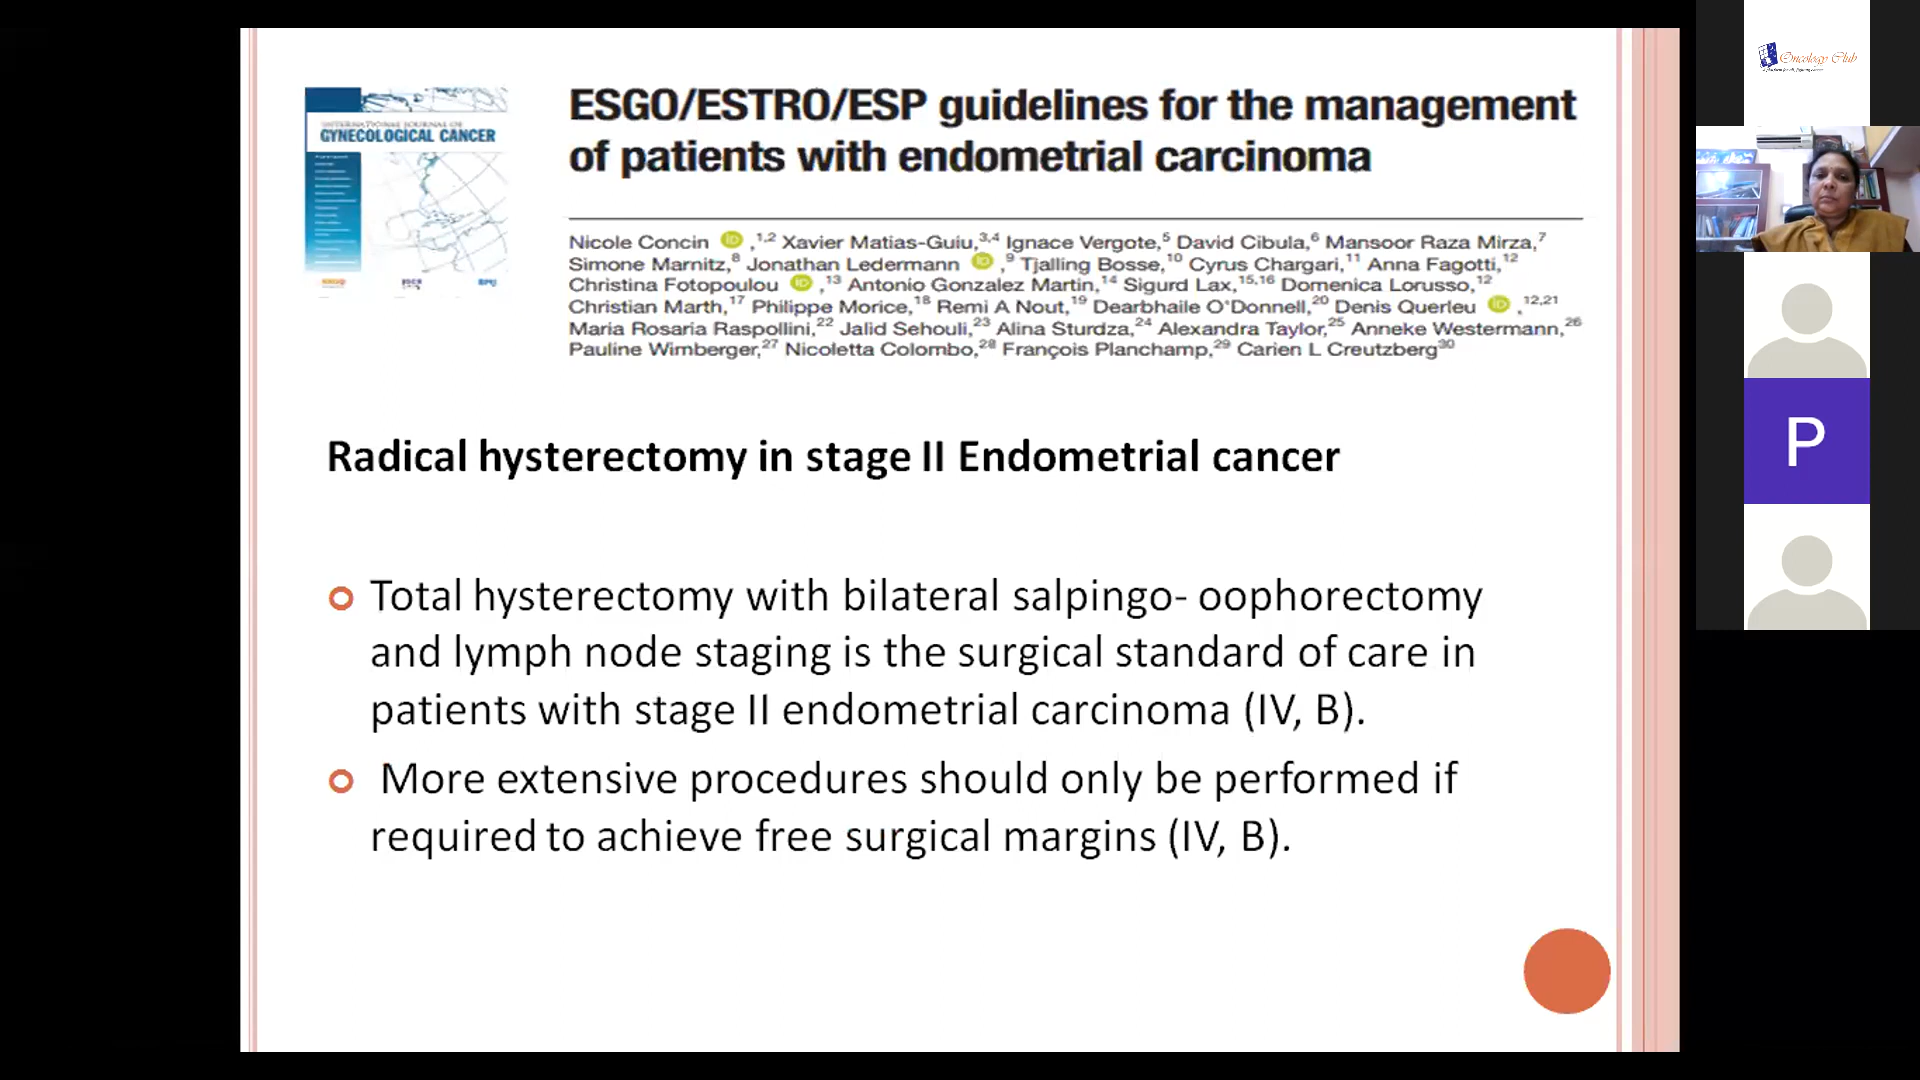 ESGO/ESTRO/ESP guidelines for the management
of patients with endometrial carcinoma
INTERNATIONAL JOURNAL OF
GYNECOLOGICAL CANCER
Nicole Concin iD ,1,2 Xavier Matias-Guiu,3,4 Ignace Vergote,5 David Cibula,6 Mansoor Raza Mirza,7
Simone Marnitz,8 Jonathan Ledermann iD ,9 Tjalling Bosse,10 Cyrus Chargari,11 Anna Fagotti,12
Christina Fotopoulou iD ,13 Antonio Gonzalez Martin,14 Sigurd Lax,15,16 Domenica Lorusso,12
Christian Marth,17 Philippe Morice,18 Remi A Nout,19 Dearbhaile O'Donnell,20 Denis Querleu iD ,12,21
Maria Rosaria Raspollini,22 Jalid Sehouli,23 Alina Sturdza,24 Alexandra Taylor,25 Anneke Westermann,26
Pauline Wimberger,27 Nicoletta Colombo,28 François Planchamp,29 Carien L Creutzberg30
Radical hysterectomy in stage II Endometrial cancer
Total hysterectomy with bilateral salpingo- oophorectomy
and lymph node staging is the surgical standard of care in
patients with stage II endometrial carcinoma (IV, B).
More extensive procedures should only be performed if
required to achieve free surgical margins (IV, B).
Oncology Club
P